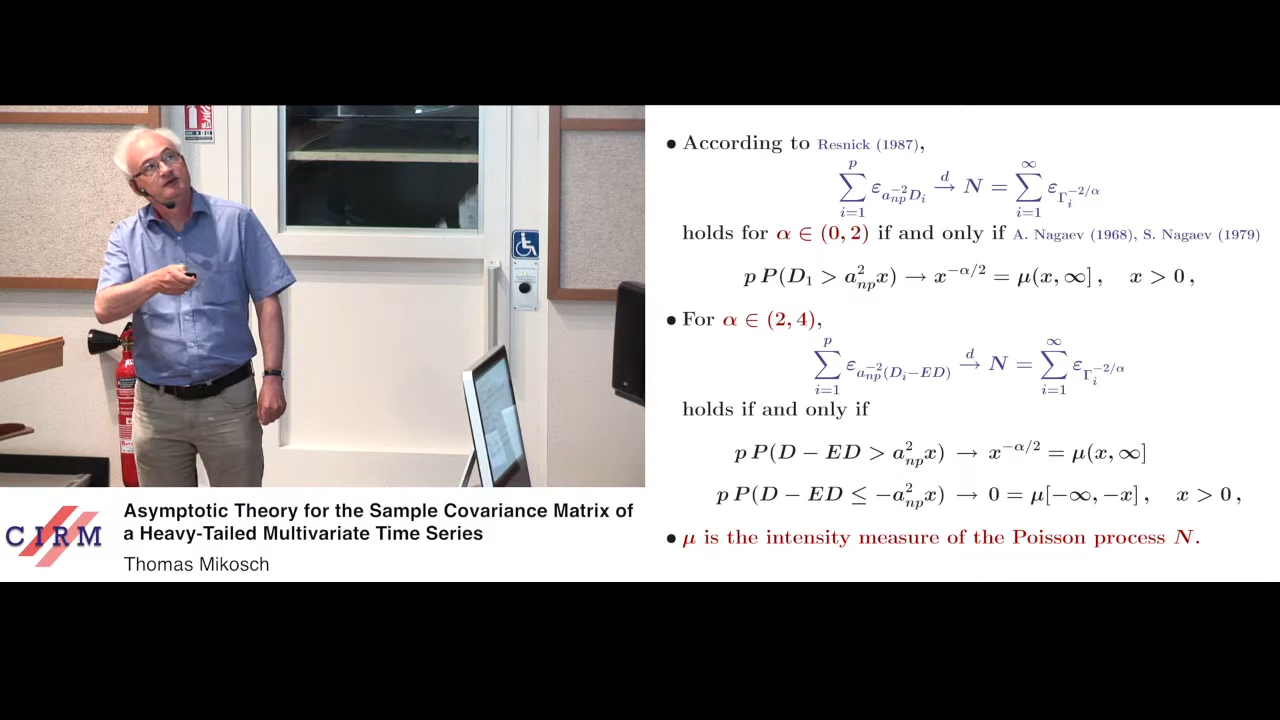 • According to Resnick (1987),
∑_{i=1}^{p} ε_{a_{np}^{-2} D_i} →^d N = ∑_{i=1}^{∞} ε_{Γ_i^{-2/α}}
holds for α ∈ (0, 2) if and only if A. Nagaev (1968), S. Nagaev (1979)
p P(D_1 > a_{np}^2 x) → x^{-α/2} = μ(x, ∞] , x > 0 ,
• For α ∈ (2, 4),
∑_{i=1}^{p} ε_{a_{np}^{-2}(D_i−ED)} →^d N = ∑_{i=1}^{∞} ε_{Γ_i^{-2/α}}
holds if and only if
p P(D − ED > a_{np}^2 x) → x^{-α/2} = μ(x, ∞]
p P(D − ED ≤ −a_{np}^2 x) → 0 = μ[−∞, −x] , x > 0 ,
• μ is the intensity measure of the Poisson process N.
CIRM
Asymptotic Theory for the Sample Covariance Matrix of
a Heavy-Tailed Multivariate Time Series
Thomas Mikosch